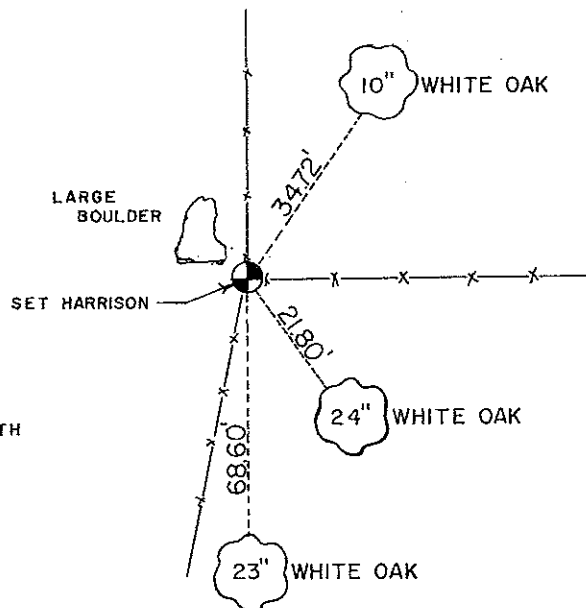 10" WHITE OAK
34.72'
LARGE
BOULDER
SET HARRISON
21.80'
24" WHITE OAK
TH
68.60'
23" WHITE OAK